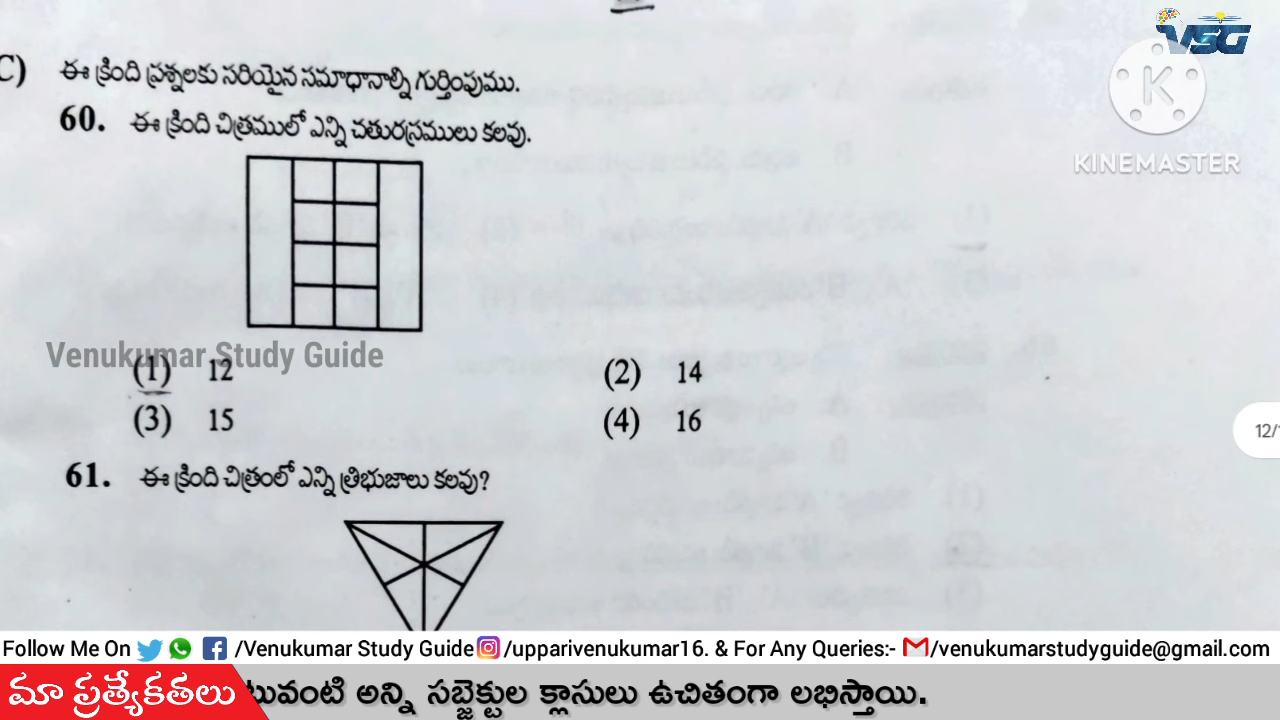 VSG
K
KINEMASTER
C) ఈ క్రింది ప్రశ్నలకు సరియైన సమాధానాల్ని గుర్తింపుము.
60. ఈ క్రింది చిత్రములో ఎన్ని చతురస్రములు కలవు.
Venukumar Study Guide
(1) 12 (2) 14
(3) 15 (4) 16
12/1
61. ఈ క్రింది చిత్రంలో ఎన్ని త్రిభుజాలు కలవు?
Follow Me On /Venukumar Study Guide /upparivenukumar16. & For Any Queries:- /venukumarstudyguide@gmail.com
మా ప్రత్యేకతలు టువంటి అన్ని సబ్జెక్టుల క్లాసులు ఉచితంగా లభిస్తాయి.